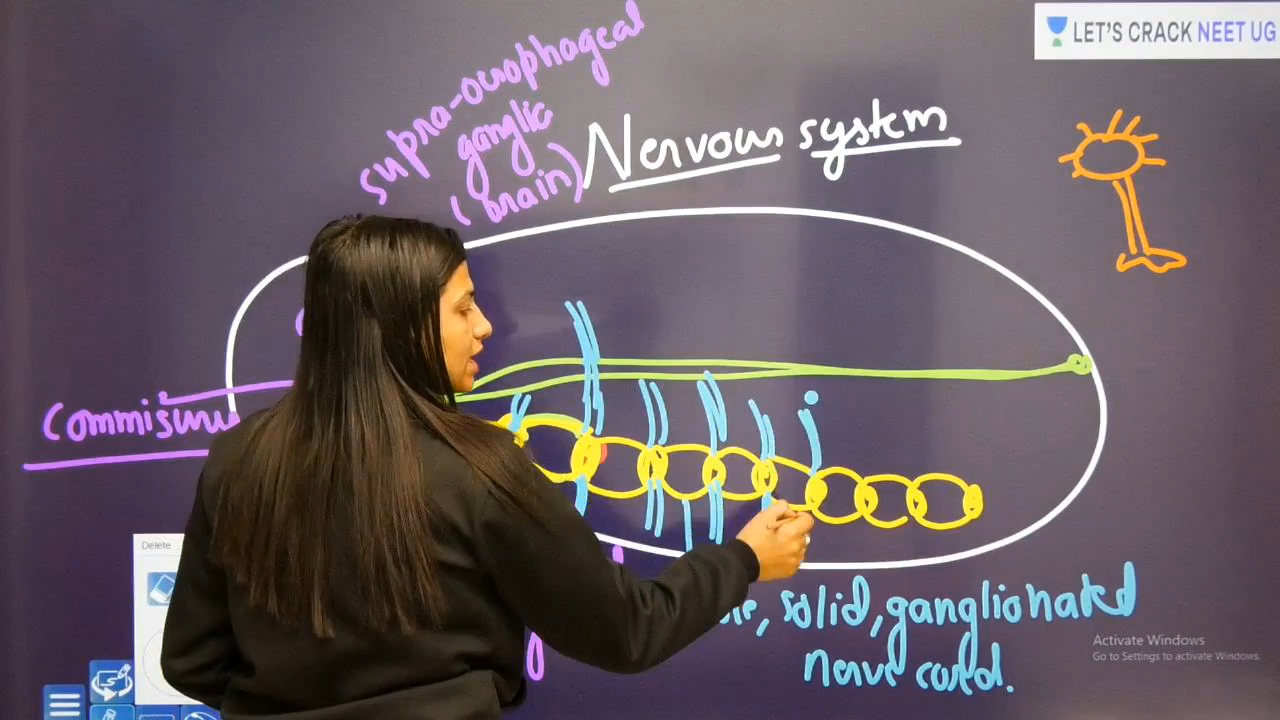 LET'S CRACK NEET UG
supra-oesophageal
ganglic
(brain)
Nervous system
Commisure
Delete
solid, ganglionated
nerve cord.
Activate Windows
Go to Settings to activate Windows.